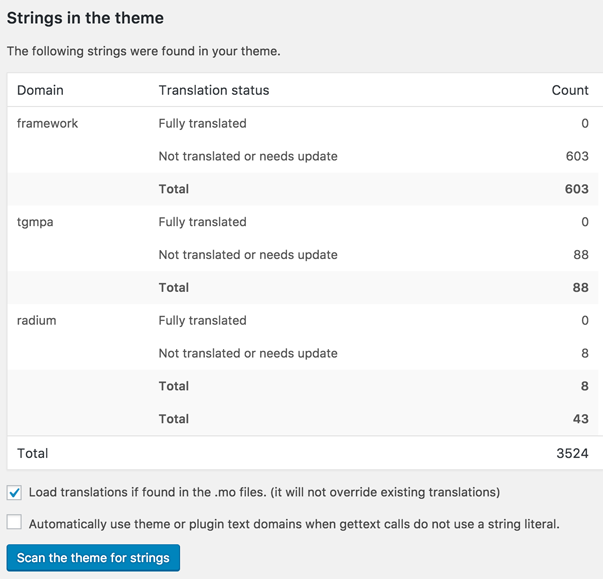 Strings in the theme
The following strings were found in your theme.
Domain Translation status Count
framework Fully translated 0
Not translated or needs update 603
Total 603
tgmpa Fully translated 0
Not translated or needs update 88
Total 88
radium Fully translated 0
Not translated or needs update 8
Total 8
Total 43
Total 3524
Load translations if found in the .mo files. (it will not override existing translations)
Automatically use theme or plugin text domains when gettext calls do not use a string literal.
Scan the theme for strings